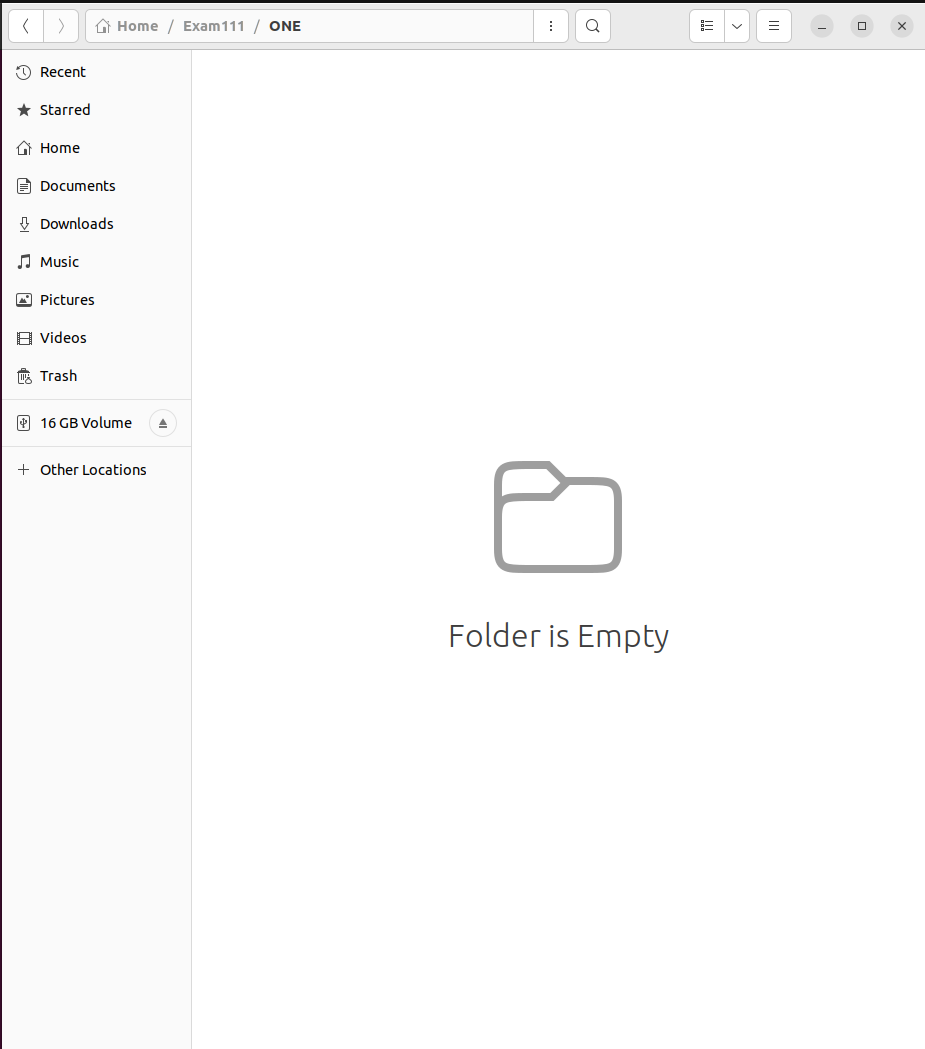 Home / Exam111 / ONE
Recent
Starred
Home
Documents
Downloads
Music
Pictures
Videos
Trash
16 GB Volume
Other Locations
Folder is Empty